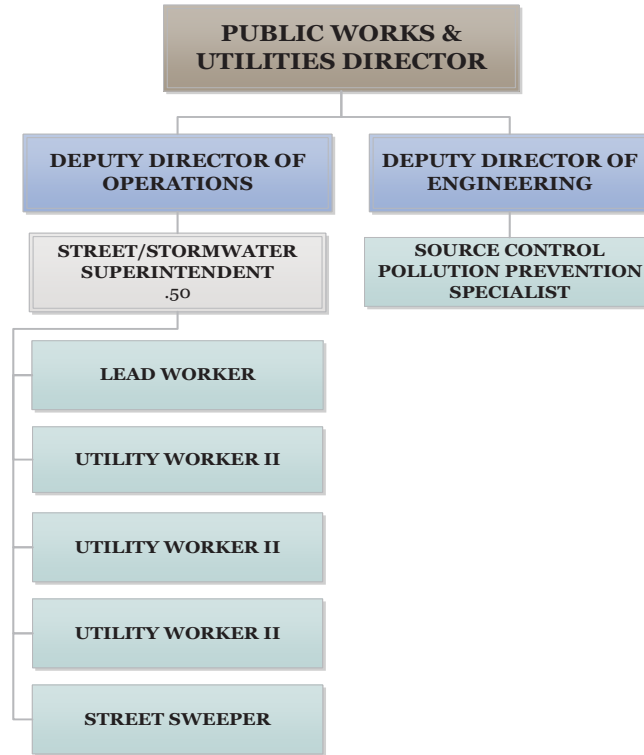 PUBLIC WORKS &
UTILITIES DIRECTOR
DEPUTY DIRECTOR OF
OPERATIONS
DEPUTY DIRECTOR OF
ENGINEERING
STREET/STORMWATER
SUPERINTENDENT
.50
SOURCE CONTROL
POLLUTION PREVENTION
SPECIALIST
LEAD WORKER
UTILITY WORKER II
UTILITY WORKER II
UTILITY WORKER II
STREET SWEEPER